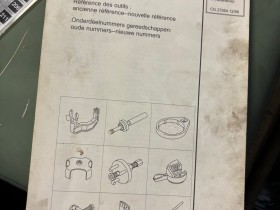 Référence des outils :
ancienne référence–nouvelle référence
Onderdeelnummers gereedschappen:
oude nummers–nieuwe nummers